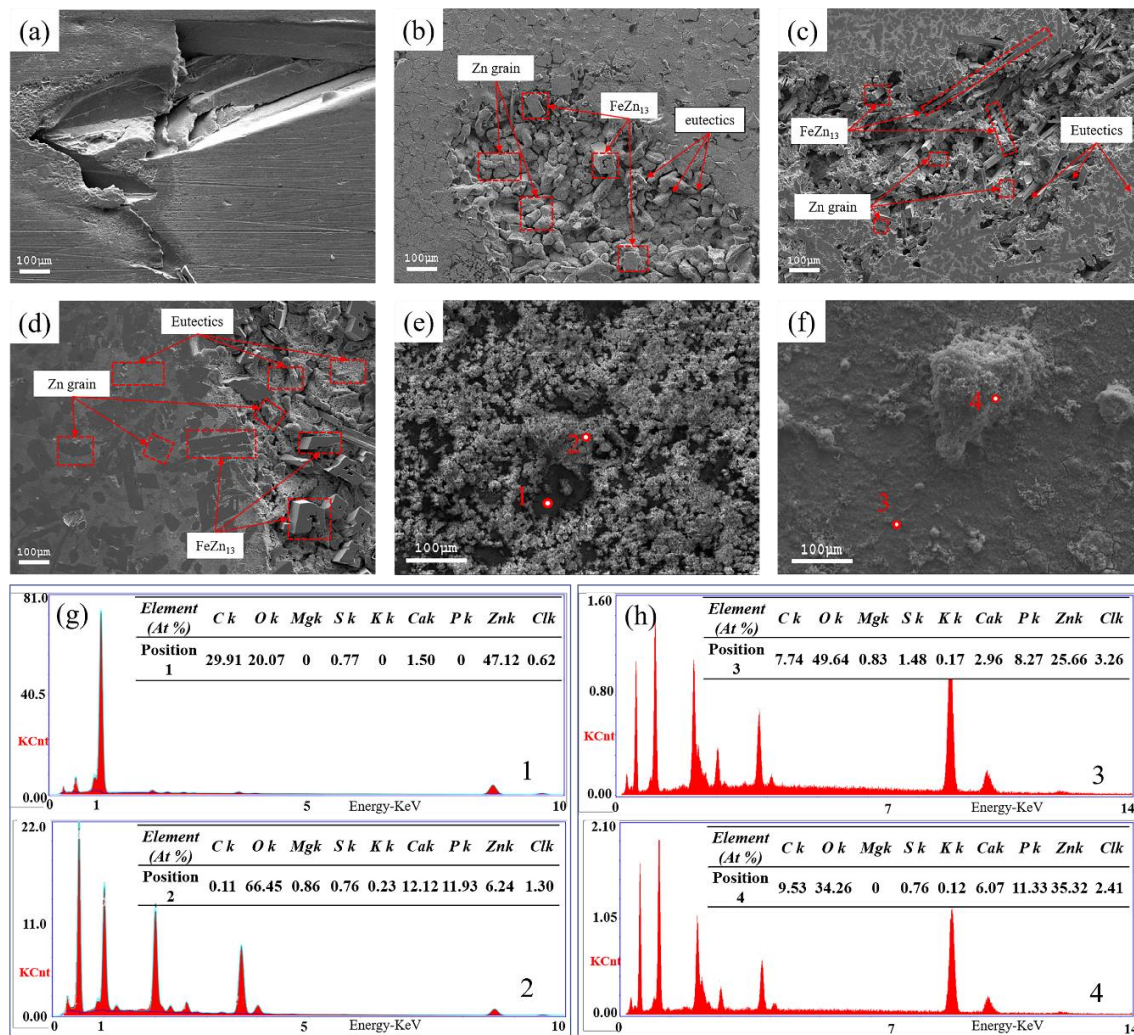 (a)
100μm
(b)
Zn grain
FeZn13
eutectics
100μm
(c)
FeZn13
Eutectics
Zn grain
100μm
(d)
Eutectics
Zn grain
FeZn13
100μm
(e)
2
1
100μm
(f)
4
3
100μm
(g)
81.0
40.5
KCnt
0.00
Element (At %) C k O k Mgk S k K k Cak P k Znk Clk
Position 1 29.91 20.07 0 0.77 0 1.50 0 47.12 0.62
1
1 5 Energy-KeV 10
22.0
11.0
KCnt
0.00
Element (At %) C k O k Mgk S k K k Cak P k Znk Clk
Position 2 0.11 66.45 0.86 0.76 0.23 12.12 11.93 6.24 1.30
2
0 1 5 Energy-KeV 10
(h)
1.60
0.80
KCnt
0.00
Element (At %) C k O k Mgk S k K k Cak P k Znk Clk
Position 3 7.74 49.64 0.83 1.48 0.17 2.96 8.27 25.66 3.26
3
0 7 Energy-KeV 14
2.10
1.05
KCnt
0.00
Element (At %) C k O k Mgk S k K k Cak P k Znk Clk
Position 4 9.53 34.26 0 0.76 0.12 6.07 11.33 35.32 2.41
4
0 7 Energy-KeV 14